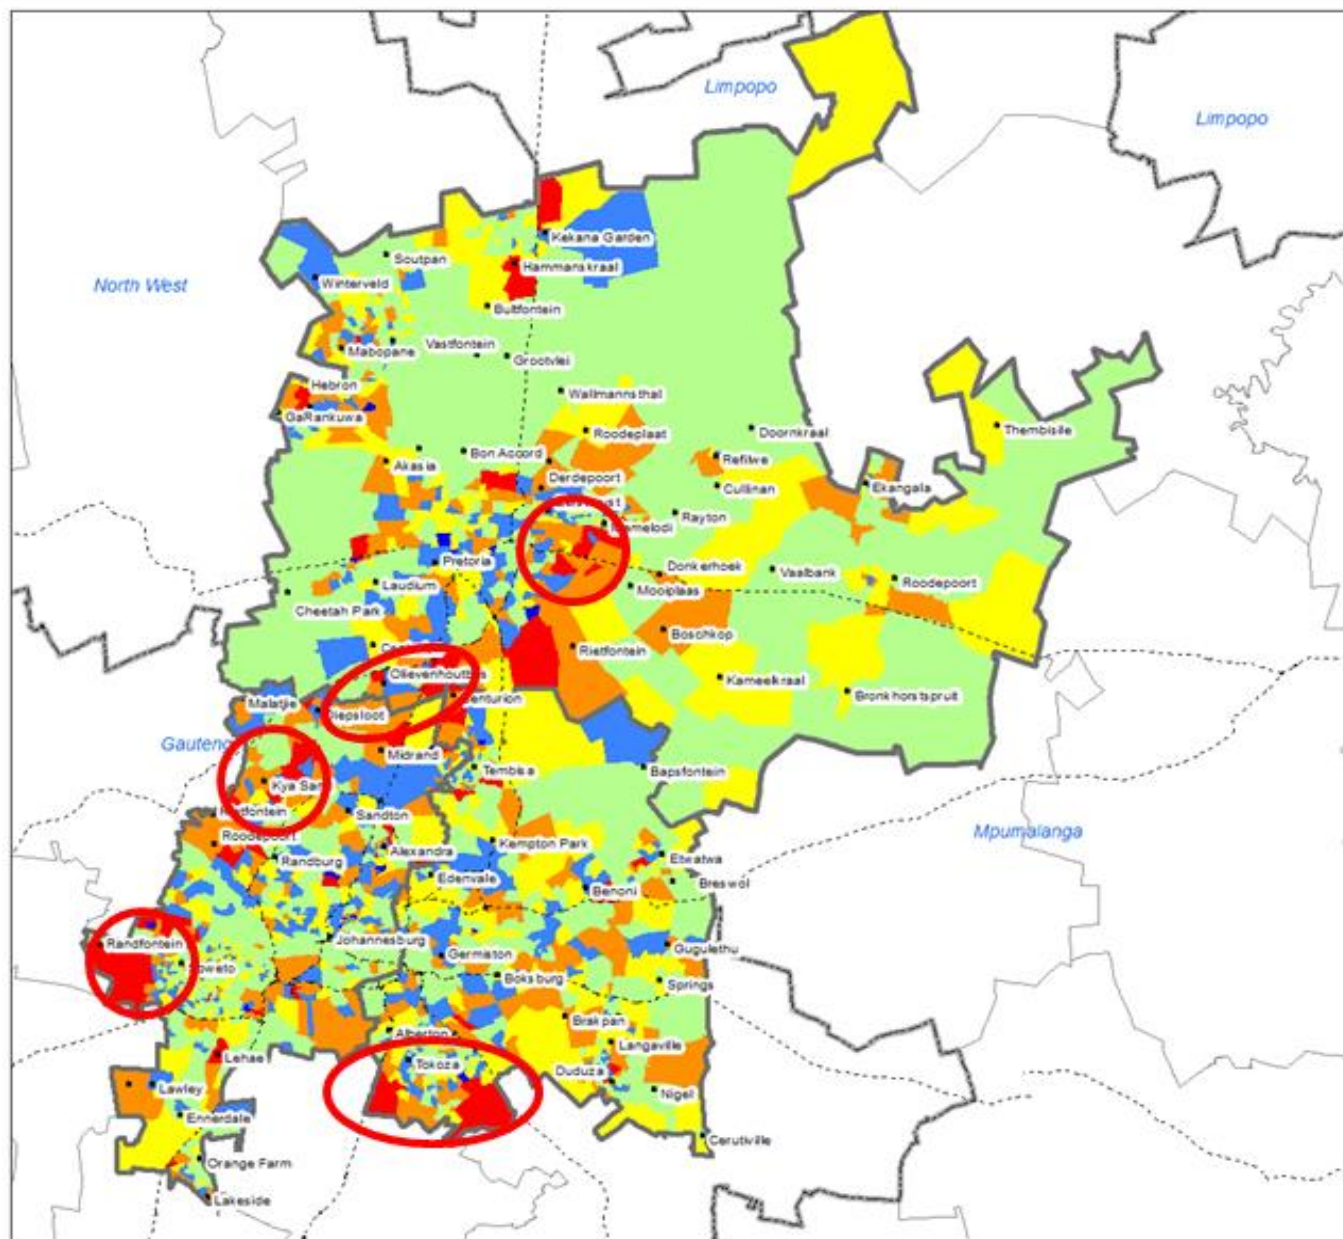 Limpopo
Limpopo
Kekana Garden
Soutpan
Hammanskraal
North West
Winterveld
Bultfontein
Vastfontein
Mabopane
Grootvlei
Hebron
Wallmannsthal
GaRankuwa
Roodeplaat
Doornkraal
Thembisile
Bon Accord
Akasia
Refilwe
Derdepoort
Cullinan
Ekangala
Rayton
Pretoria
Donkerhoek
Vaalbank
Roodepoort
Laudium
Mooiplaas
Cheetah Park
Boschkop
Rietfontein
Kameelkraal
Bronkhorstspruit
Malatjie
Gauteng
Midrand
Tembisa
Bapsfontein
Sandton
Mpumalanga
Roodepoort
Alexandra
Kempton Park
Randburg
Etwatwa
Edenvale
Benoni
Breswol
Randfontein
Johannesburg
Gugulethu
Germiston
Boksburg
Springs
Brakpan
Alberton
Langaville
Lehae
Tokoza
Duduza
Lawley
Nigel
Ennerdale
Cerutiville
Orange Farm
Lakeside